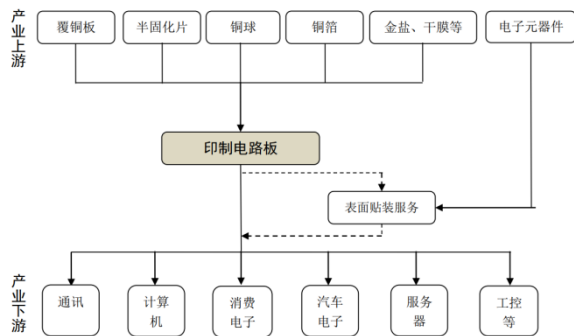 产业上游
覆铜板
半固化片
铜球
铜箔
金盐、干膜等
电子元器件
印制电路板
表面贴装服务
产业下游
通讯
计算
机
消费
电子
汽车
电子
服务
器
工控
等